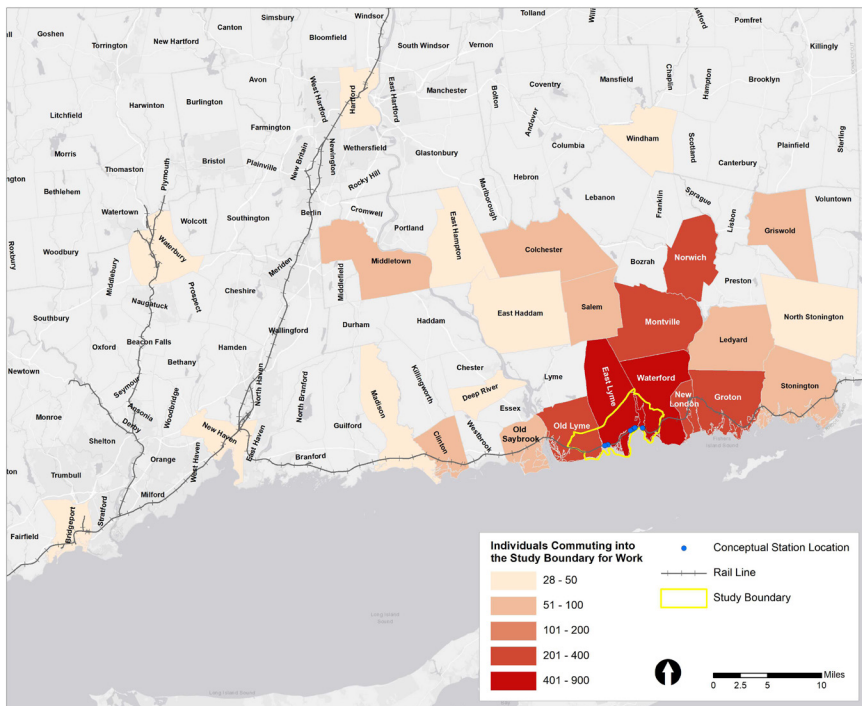 Goshen
Torrington
New Hartford
Canton
Simsbury
Bloomfield
Windsor
South Windsor
Vernon
Tolland
Mansfield
Chaplin
Hampton
Pomfret
Killingly
Brooklyn
Litchfield
Harwinton
Burlington
Avon
West Hartford
Hartford
East Hartford
Manchester
Bolton
Coventry
Andover
Columbia
Windham
Scotland
Canterbury
Plainfield
Sterling
Morris
Bethlehem
Thomaston
Plymouth
Bristol
Plainville
Farmington
New Britain
Newington
Wethersfield
Rocky Hill
Glastonbury
Marlborough
Hebron
Lebanon
Franklin
Sprague
Lisbon
Griswold
Voluntown
Watertown
Wolcott
Southington
Berlin
Cromwell
Portland
East Hampton
Colchester
Bozrah
Norwich
Preston
Roxbury
Woodbury
Middlebury
Waterbury
Prospect
Cheshire
Meriden
Middlefield
Middletown
Southbury
Naugatuck
Oxford
Beacon Falls
Bethany
Hamden
Wallingford
Durham
Haddam
East Haddam
Salem
Montville
Ledyard
North Stonington
Newtown
Monroe
Seymour
Ansonia
Derby
Woodbridge
North Haven
North Branford
Guilford
Madison
Killingworth
Chester
Deep River
Essex
Lyme
East Lyme
Waterford
New London
Groton
Stonington
Shelton
Orange
New Haven
West Haven
East Haven
Branford
Clinton
Westbrook
Old Saybrook
Old Lyme
Trumbull
Stratford
Milford
Fairfield
Bridgeport
Long Island
Sound
Long Island Sound
Individuals Commuting into
the Study Boundary for Work
28 - 50
51 - 100
101 - 200
201 - 400
401 - 900
Conceptual Station Location
Rail Line
Study Boundary
Miles
0 2.5 5 10